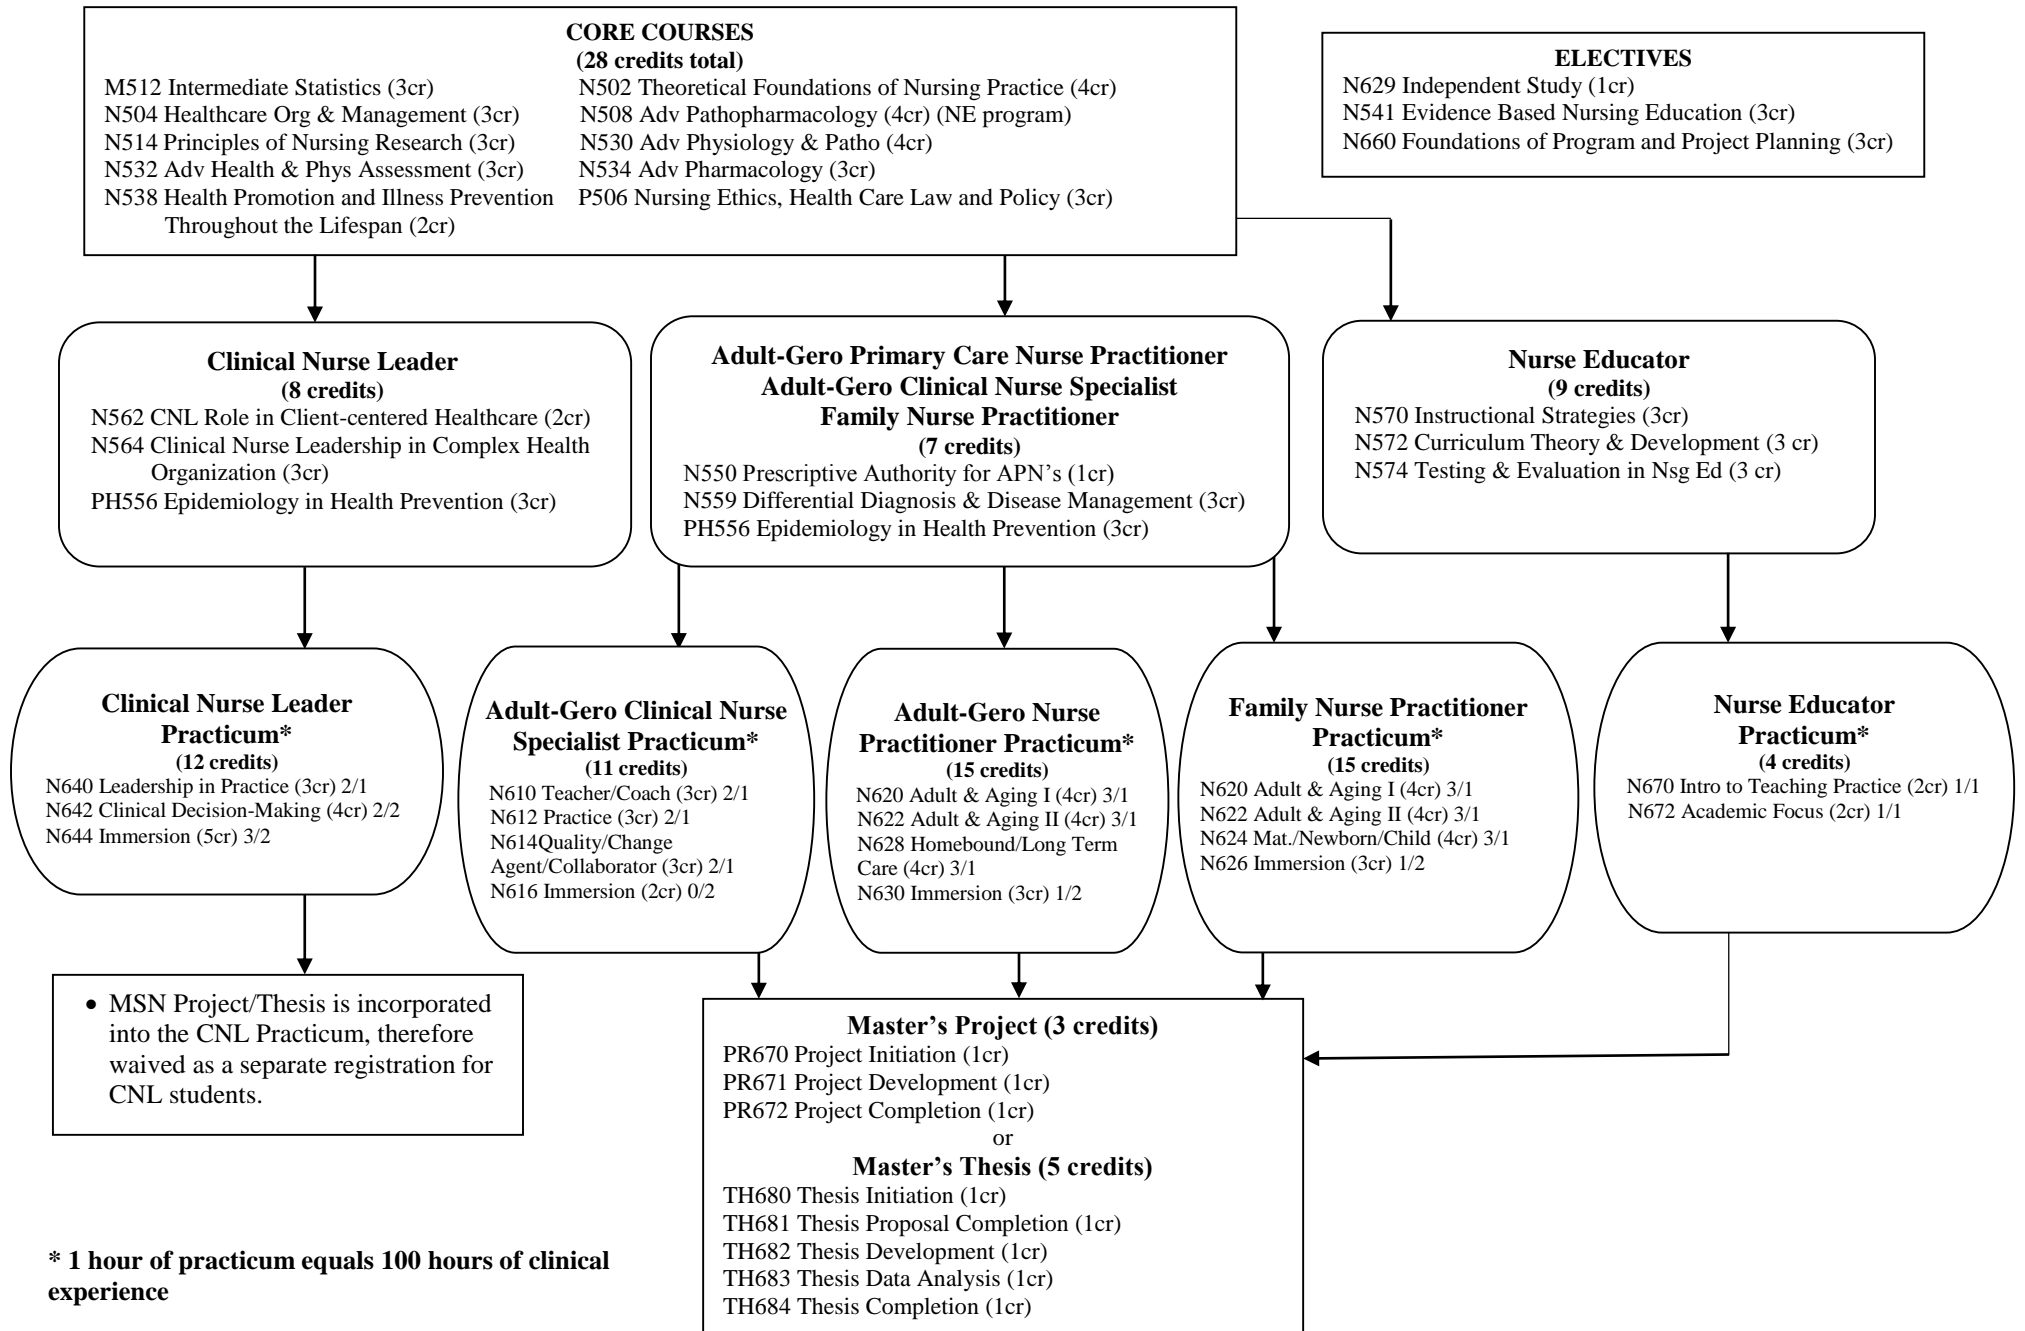 CORE COURSES
(28 credits total)
M512 Intermediate Statistics (3cr)
N504 Healthcare Org & Management (3cr)
N514 Principles of Nursing Research (3cr)
N532 Adv Health & Phys Assessment (3cr)
N538 Health Promotion and Illness Prevention
Throughout the Lifespan (2cr)
N502 Theoretical Foundations of Nursing Practice (4cr)
N508 Adv Pathopharmacology (4cr) (NE program)
N530 Adv Physiology & Patho (4cr)
N534 Adv Pharmacology (3cr)
P506 Nursing Ethics, Health Care Law and Policy (3cr)
ELECTIVES
N629 Independent Study (1cr)
N541 Evidence Based Nursing Education (3cr)
N660 Foundations of Program and Project Planning (3cr)
Clinical Nurse Leader
(8 credits)
N562 CNL Role in Client-centered Healthcare (2cr)
N564 Clinical Nurse Leadership in Complex Health
Organization (3cr)
PH556 Epidemiology in Health Prevention (3cr)
Adult-Gero Primary Care Nurse Practitioner
Adult-Gero Clinical Nurse Specialist
Family Nurse Practitioner
(7 credits)
N550 Prescriptive Authority for APN's (1cr)
N559 Differential Diagnosis & Disease Management (3cr)
PH556 Epidemiology in Health Prevention (3cr)
Nurse Educator
(9 credits)
N570 Instructional Strategies (3cr)
N572 Curriculum Theory & Development (3 cr)
N574 Testing & Evaluation in Nsg Ed (3 cr)
Clinical Nurse Leader
Practicum*
(12 credits)
N640 Leadership in Practice (3cr) 2/1
N642 Clinical Decision-Making (4cr) 2/2
N644 Immersion (5cr) 3/2
Adult-Gero Clinical Nurse
Specialist Practicum*
(11 credits)
N610 Teacher/Coach (3cr) 2/1
N612 Practice (3cr) 2/1
N614Quality/Change
Agent/Collaborator (3cr) 2/1
N616 Immersion (2cr) 0/2
Adult-Gero Nurse
Practitioner Practicum*
(15 credits)
N620 Adult & Aging I (4cr) 3/1
N622 Adult & Aging II (4cr) 3/1
N628 Homebound/Long Term
Care (4cr) 3/1
N630 Immersion (3cr) 1/2
Family Nurse Practitioner
Practicum*
(15 credits)
N620 Adult & Aging I (4cr) 3/1
N622 Adult & Aging II (4cr) 3/1
N624 Mat./Newborn/Child (4cr) 3/1
N626 Immersion (3cr) 1/2
Nurse Educator
Practicum*
(4 credits)
N670 Intro to Teaching Practice (2cr) 1/1
N672 Academic Focus (2cr) 1/1
• MSN Project/Thesis is incorporated
into the CNL Practicum, therefore
waived as a separate registration for
CNL students.
Master's Project (3 credits)
PR670 Project Initiation (1cr)
PR671 Project Development (1cr)
PR672 Project Completion (1cr)
or
Master's Thesis (5 credits)
TH680 Thesis Initiation (1cr)
TH681 Thesis Proposal Completion (1cr)
TH682 Thesis Development (1cr)
TH683 Thesis Data Analysis (1cr)
TH684 Thesis Completion (1cr)
* 1 hour of practicum equals 100 hours of clinical
experience